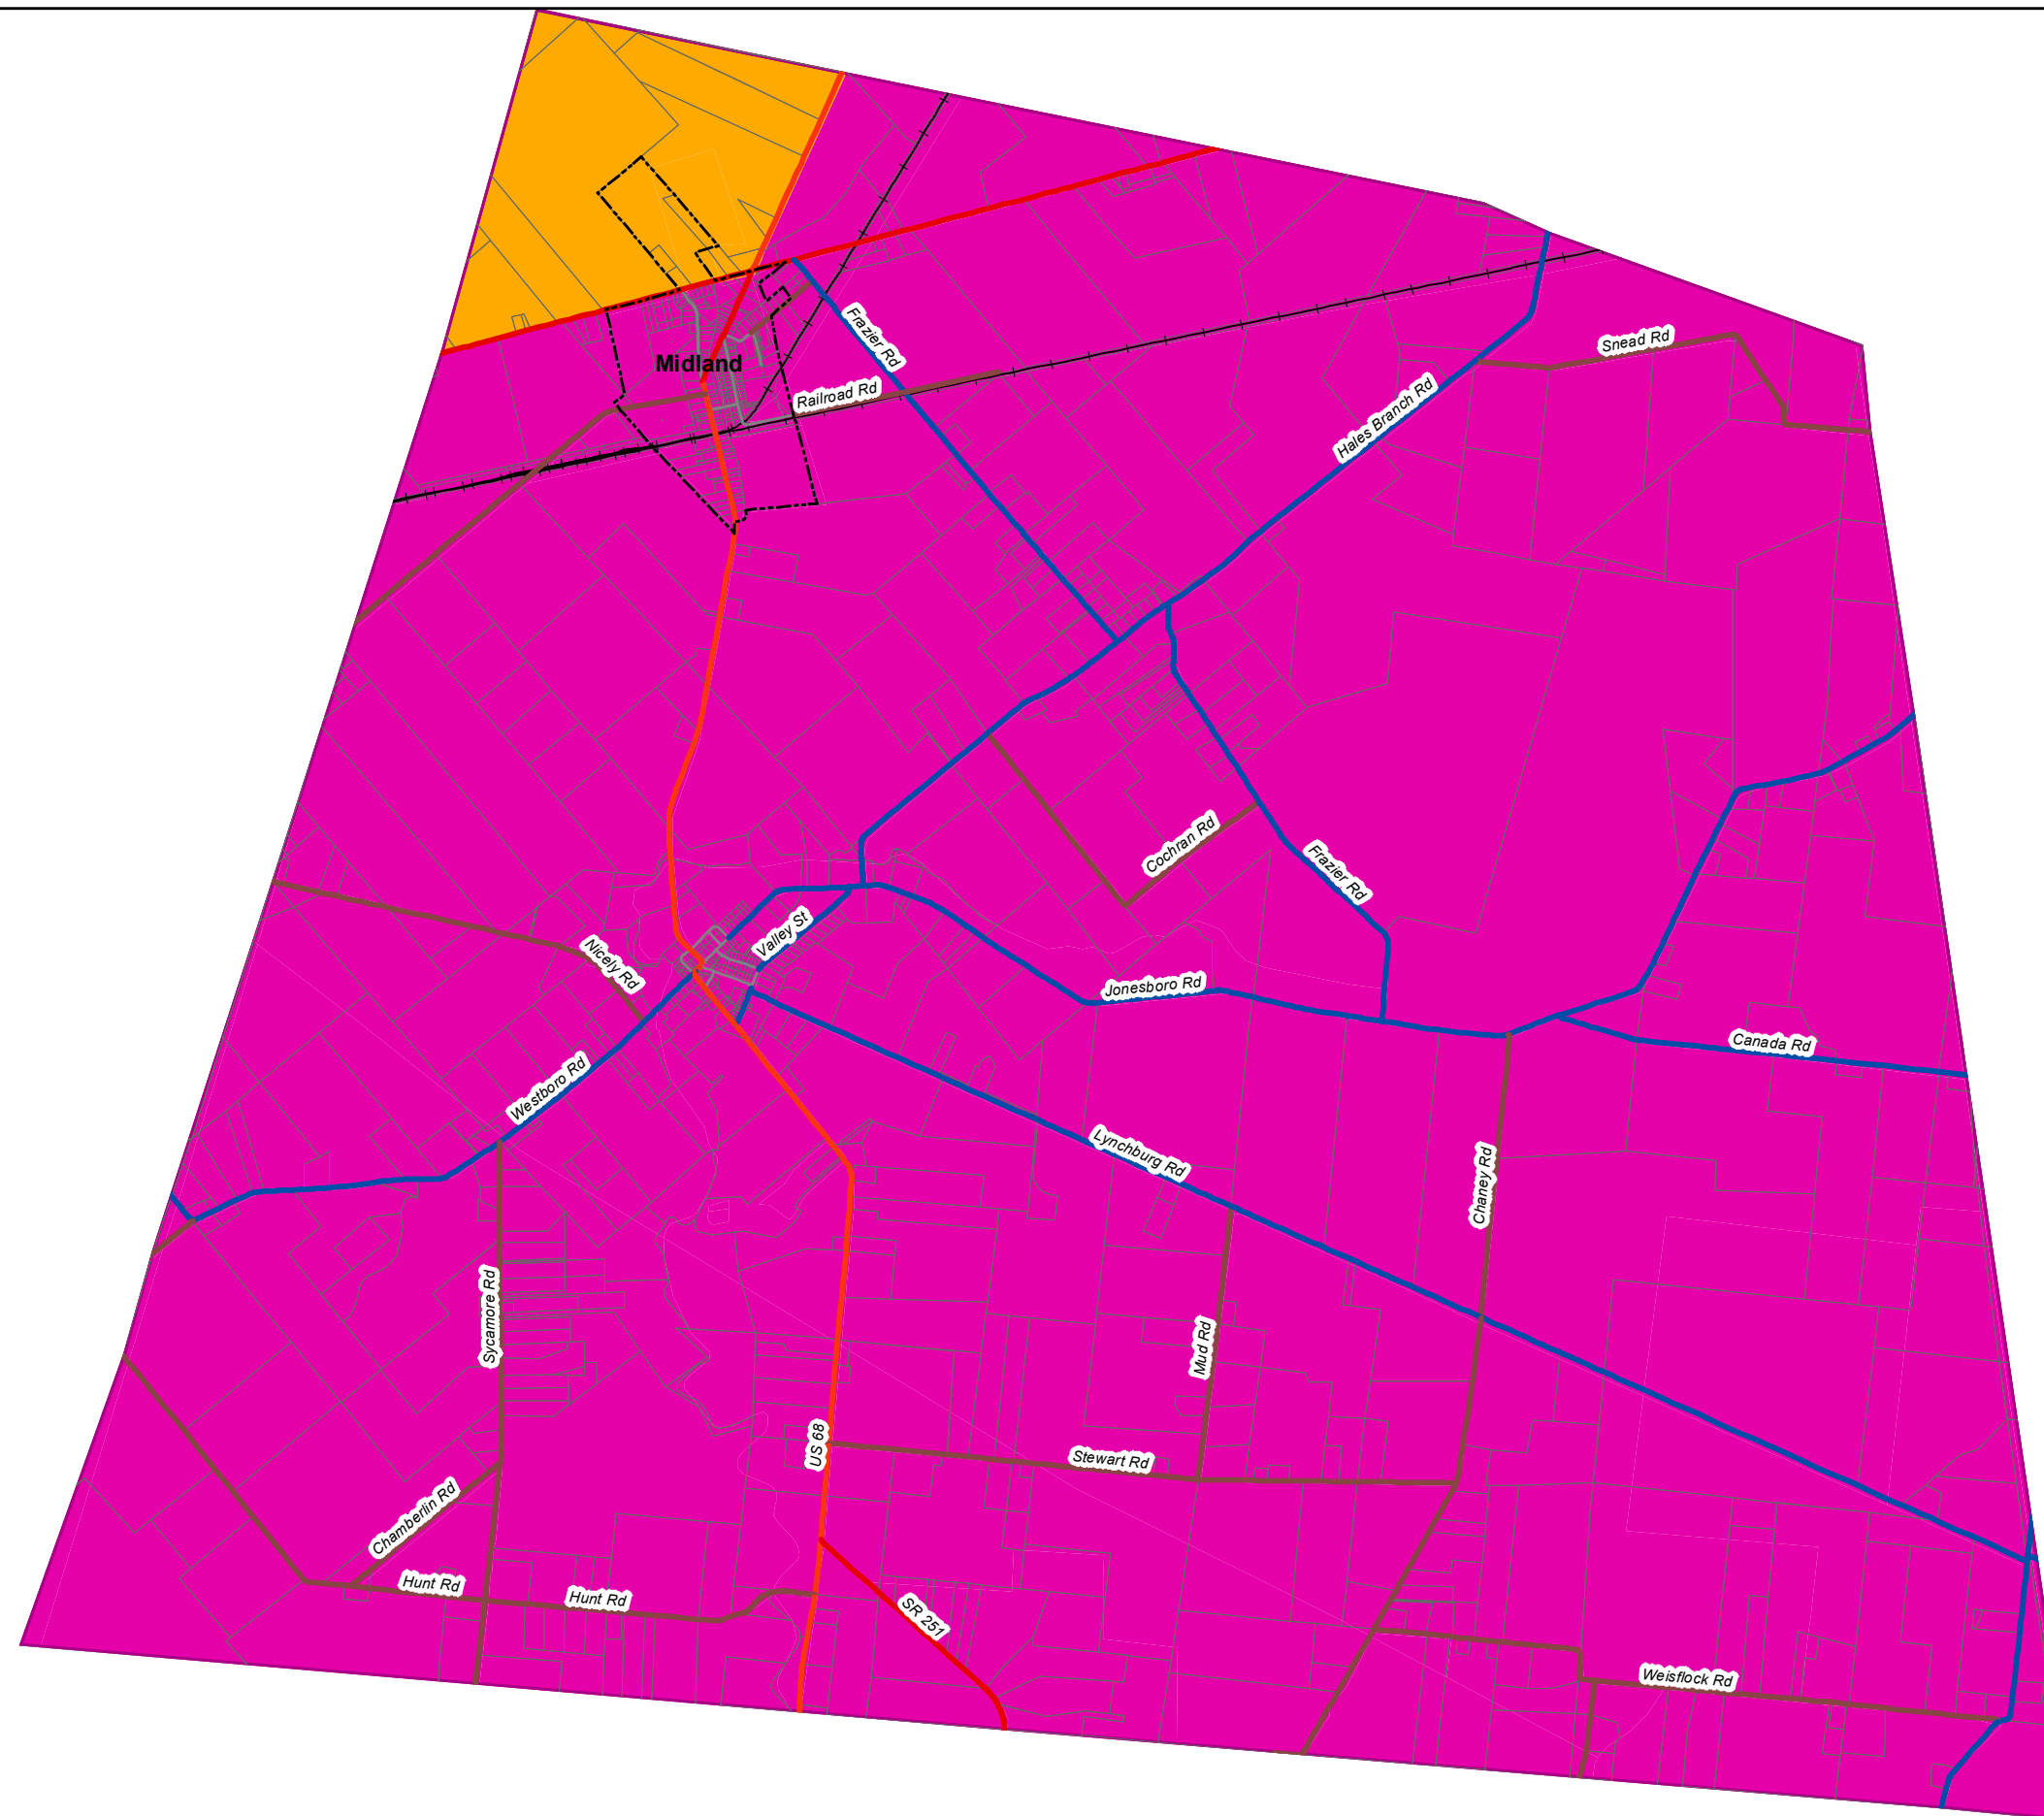 Frazier Rd
Snead Rd
Midland
Railroad Rd
Hales Branch Rd
Cochran Rd
Frazier Rd
Valley St
Nicely Rd
Jonesboro Rd
Canada Rd
Westboro Rd
Lynchburg Rd
Chaney Rd
Sycamore Rd
Mud Rd
US 68
Stewart Rd
Chamberlin Rd
Hunt Rd
Hunt Rd
SR 251
Weisflock Rd